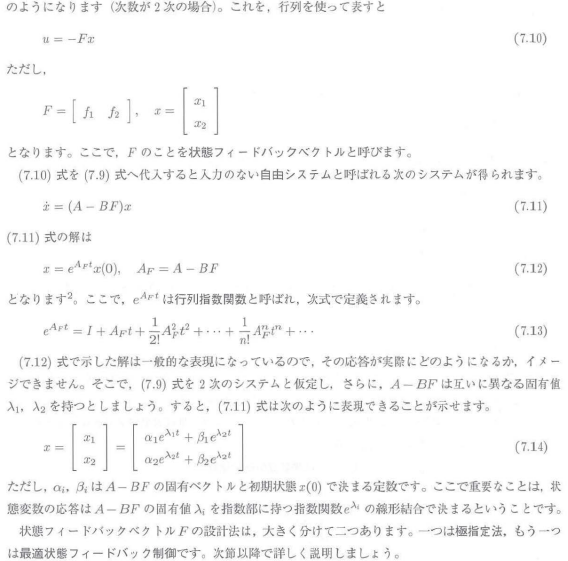 のようになります（次数が 2 次の場合）。これを，行列を使って表すと
u = −Fx (7.10)
ただし，
F = [ f₁ f₂ ], x = [ x₁ x₂ ]
となります。ここで，F のことを状態フィードバックベクトルと呼びます。
(7.10) 式を (7.9) 式へ代入すると入力のない自由システムと呼ばれる次のシステムが得られます。
ẋ = (A − BF)x (7.11)
(7.11) 式の解は
x = e^{A_F t}x(0), A_F = A − BF (7.12)
となります²。ここで，e^{A_F t} は行列指数関数と呼ばれ，次式で定義されます。
e^{A_F t} = I + A_F t + \frac{1}{2!}A_F^2 t^2 + ··· + \frac{1}{n!}A_F^n t^n + ··· (7.13)
(7.12) 式で示した解は一般的な表現になっているので，その応答が実際にどのようになるか，イメー
ジできません。そこで，(7.9) 式を 2 次のシステムと仮定し，さらに，A − BF は互いに異なる固有値
λ₁, λ₂ を持つとしましょう。すると，(7.11) 式は次のように表現できることが示せます。
x = [ x₁ x₂ ] = [ α₁e^{λ₁t} + β₁e^{λ₂t} α₂e^{λ₂t} + β₂e^{λ₂t} ] (7.14)
ただし，αᵢ, βᵢ は A − BF の固有ベクトルと初期状態 x(0) で決まる定数です。ここで重要なことは，状
態変数の応答は A − BF の固有値 λᵢ を指数部に持つ指数関数 e^{λᵢ} の線形結合で決まるということです。
状態フィードバックベクトル F の設計法は，大きく分けて二つあります。一つは極指定法，もう一つ
は最適状態フィードバック制御です。次節以降で詳しく説明しましょう。